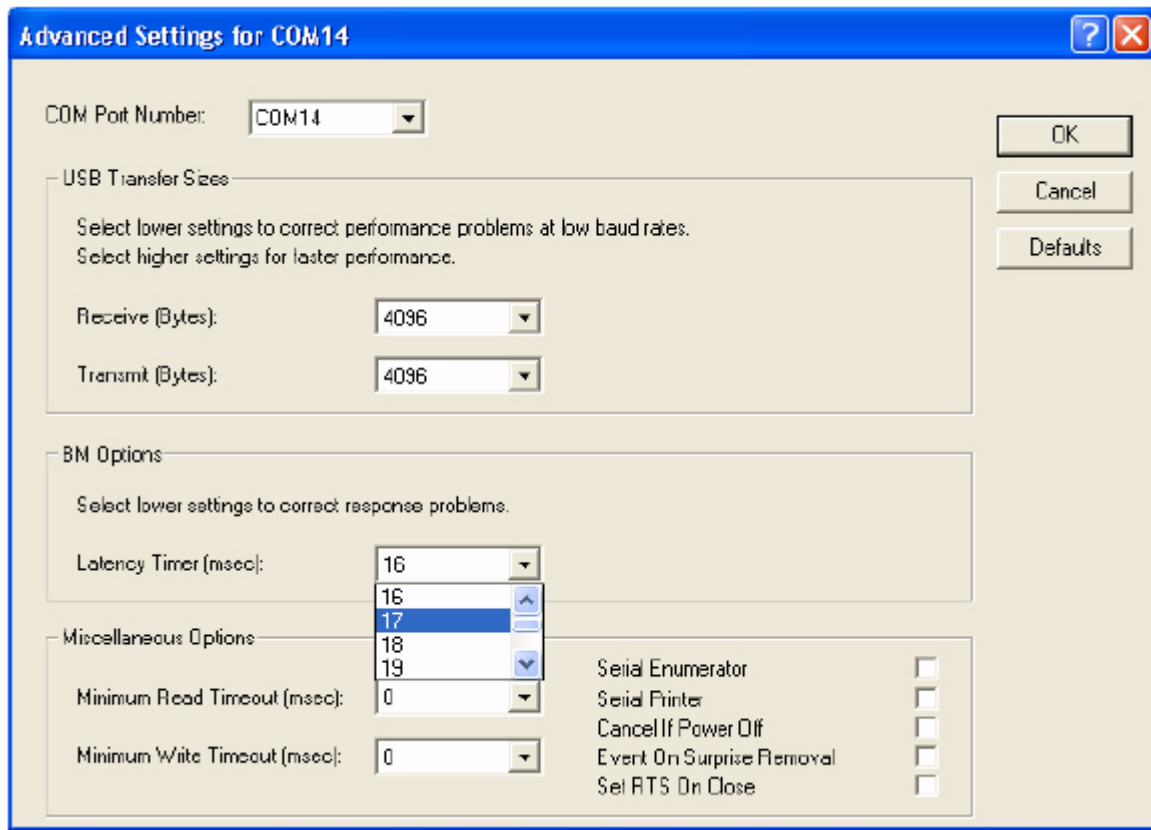 Advanced Settings for COM14
COM Port Number: COM14
OK
Cancel
Defaults
USB Transfer Sizes
Select lower settings to correct performance problems at low baud rates.
Select higher settings for faster performance.
Receive (Bytes): 4096
Transmit (Bytes): 4096
BM Options
Select lower settings to correct response problems.
Latency Timer (msec): 16
16
17
18
19
Miscellaneous Options
Minimum Read Timeout (msec): 0
Minimum Write Timeout (msec): 0
Serial Enumerator
Serial Printer
Cancel If Power Off
Event On Surprise Removal
Set RTS On Close